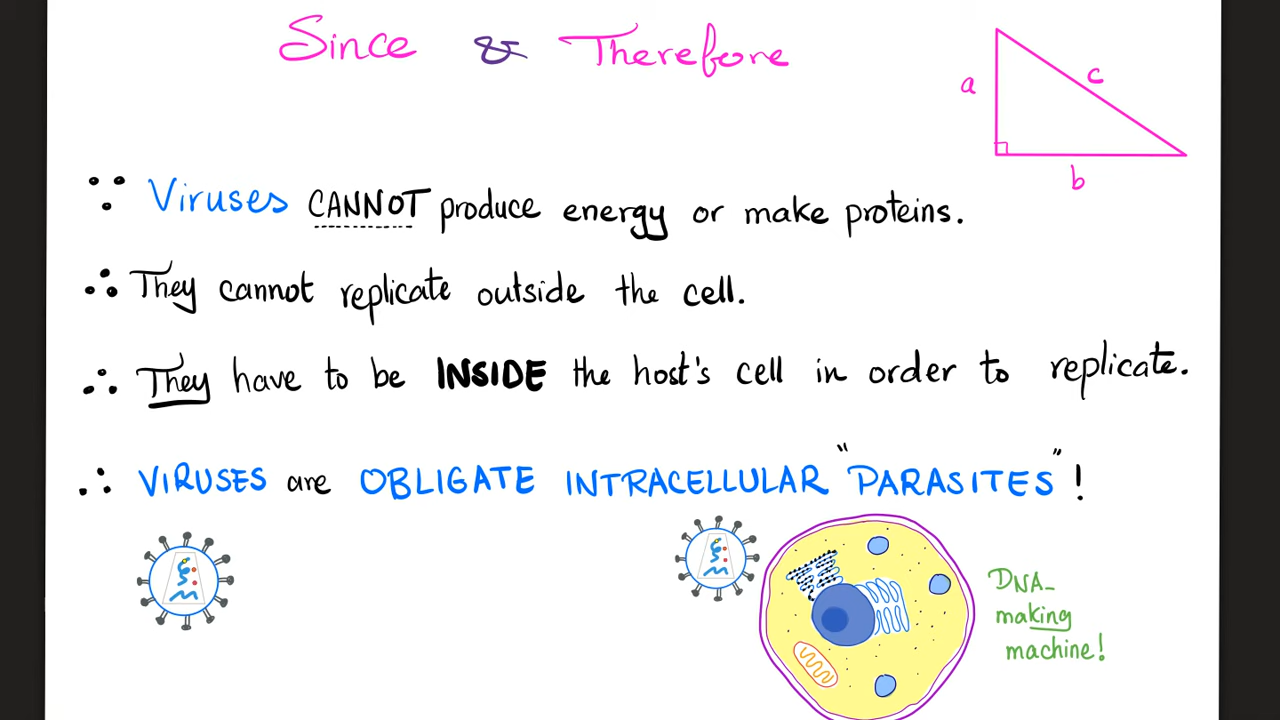 Since & Therefore
a
c
b
∵ Viruses CANNOT produce energy or make proteins.
∴ They cannot replicate outside the cell.
∴ They have to be INSIDE the host's cell in order to replicate.
∴ VIRUSES are OBLIGATE INTRACELLULAR "PARASITES"!
DNA-
making
machine!